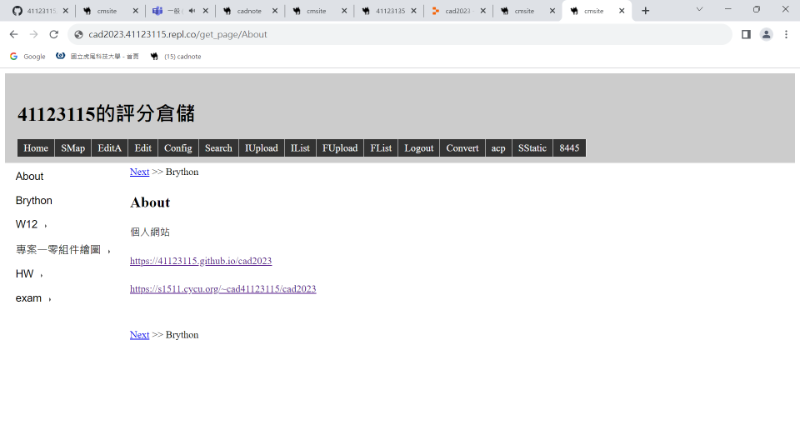 41123115
cmsite
一般 (
cadnote
cmsite
41123135
cad2023
cmsite
cmsite
cad2023.41123115.repl.co/get_page/About
Google
國立虎尾科技大學 - 首頁
(15) cadnote
41123115的評分倉儲
Home SMap EditA Edit Config Search IUpload IList FUpload FList Logout Convert acp SStatic 8445
About
Brython
W12
專案一零組件繪圖
HW
exam
Next >> Brython
About
個人網站
https://41123115.github.io/cad2023
https://s1511.cycu.org/~cad41123115/cad2023
Next >> Brython